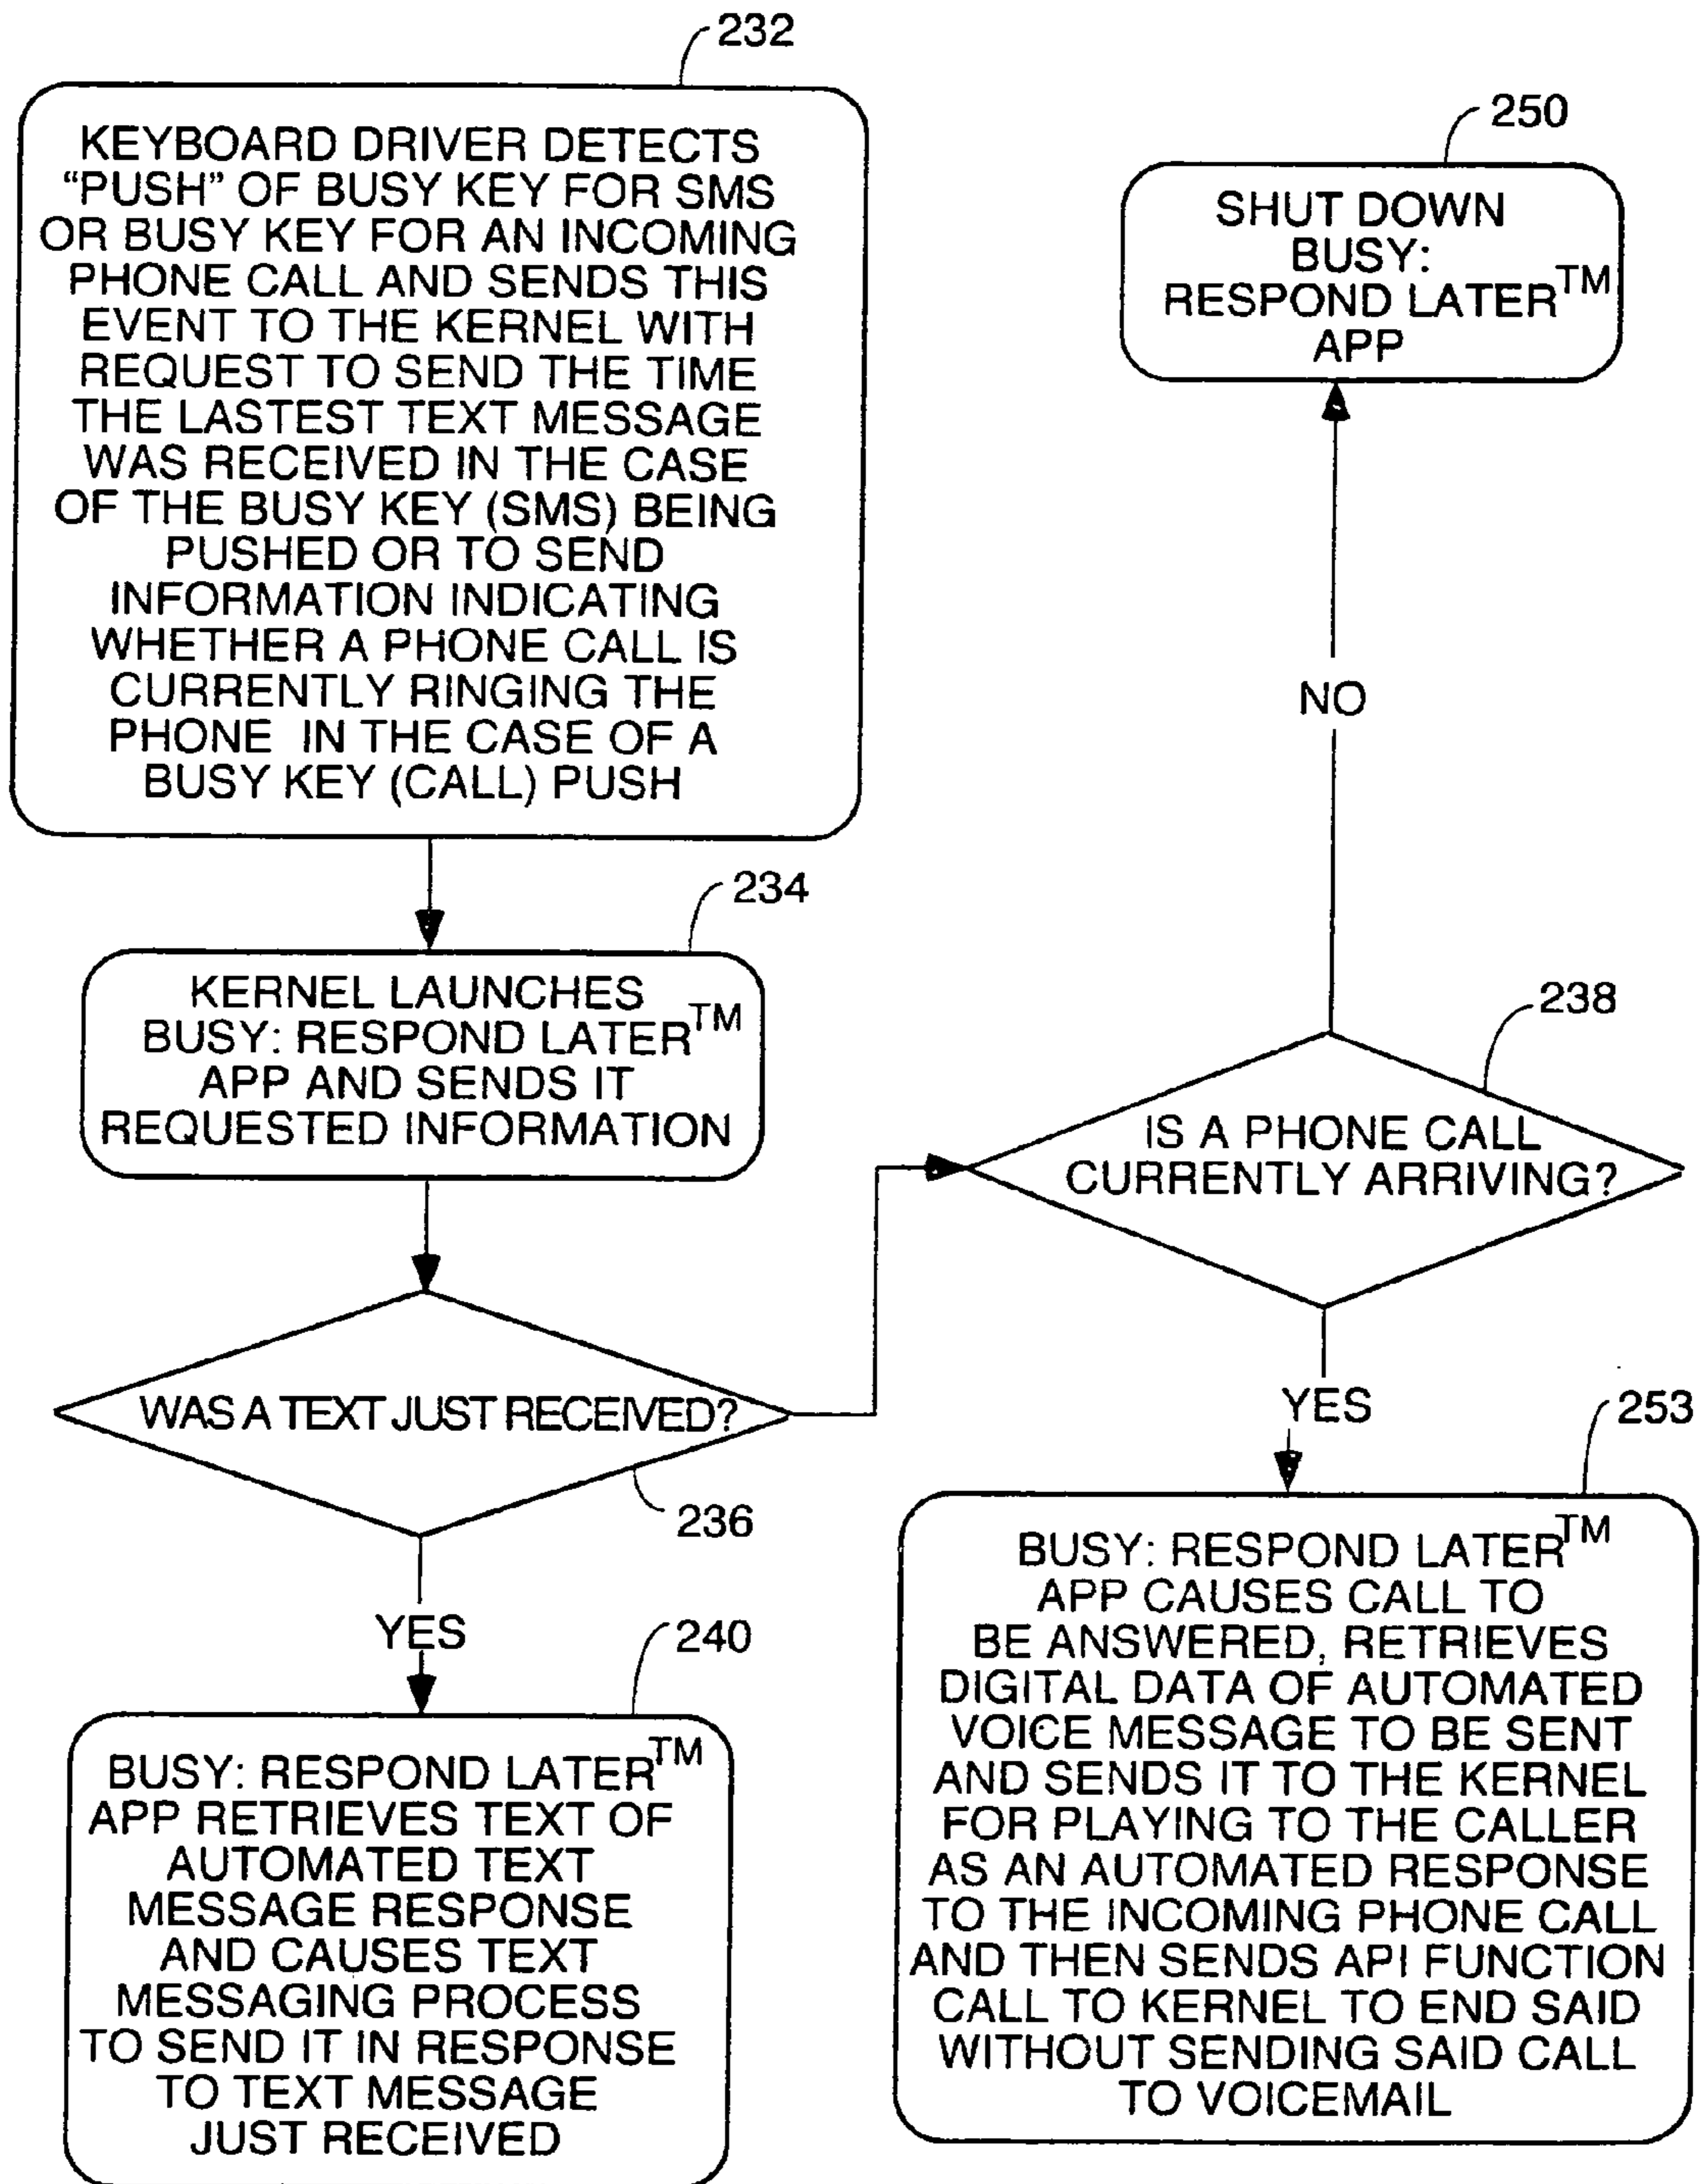 232
KEYBOARD DRIVER DETECTS
“PUSH” OF BUSY KEY FOR SMS
OR BUSY KEY FOR AN INCOMING
PHONE CALL AND SENDS THIS
EVENT TO THE KERNEL WITH
REQUEST TO SEND THE TIME
THE LASTEST TEXT MESSAGE
WAS RECEIVED IN THE CASE
OF THE BUSY KEY (SMS) BEING
PUSHED OR TO SEND
INFORMATION INDICATING
WHETHER A PHONE CALL IS
CURRENTLY RINGING THE
PHONE IN THE CASE OF A
BUSY KEY (CALL) PUSH
234
KERNEL LAUNCHES
BUSY: RESPOND LATER™
APP AND SENDS IT
REQUESTED INFORMATION
WAS A TEXT JUST RECEIVED?
236
YES
240
BUSY: RESPOND LATER™
APP RETRIEVES TEXT OF
AUTOMATED TEXT
MESSAGE RESPONSE
AND CAUSES TEXT
MESSAGING PROCESS
TO SEND IT IN RESPONSE
TO TEXT MESSAGE
JUST RECEIVED
250
SHUT DOWN
BUSY:
RESPOND LATER™
APP
NO
238
IS A PHONE CALL
CURRENTLY ARRIVING?
YES
253
BUSY: RESPOND LATER™
APP CAUSES CALL TO
BE ANSWERED, RETRIEVES
DIGITAL DATA OF AUTOMATED
VOICE MESSAGE TO BE SENT
AND SENDS IT TO THE KERNEL
FOR PLAYING TO THE CALLER
AS AN AUTOMATED RESPONSE
TO THE INCOMING PHONE CALL
AND THEN SENDS API FUNCTION
CALL TO KERNEL TO END SAID
WITHOUT SENDING SAID CALL
TO VOICEMAIL